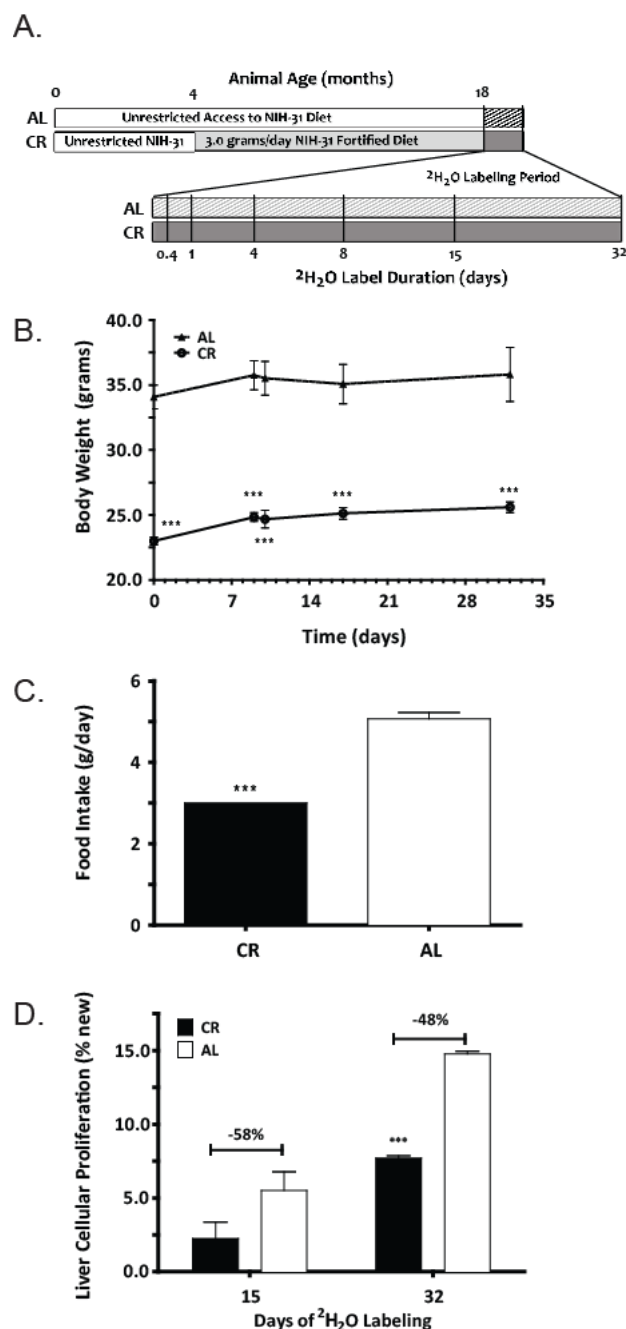 A.
Animal Age (months)
0 4 18
AL Unrestricted Access to NIH-31 Diet
CR Unrestricted NIH-31 3.0 grams/day NIH-31 Fortified Diet
²H₂O Labeling Period
AL
CR
0.4 1 4 8 15 32
²H₂O Label Duration (days)
B.
40.0
AL
CR
35.0
30.0
25.0
20.0
Body Weight (grams)
*** *** *** *** ***
0 7 14 21 28 35
Time (days)
C.
6
4
2
0
Food Intake (g/day)
***
CR AL
D.
CR
AL
-48%
15.0
10.0
5.0
0.0
Liver Cellular Proliferation (% new)
-58%
***
15 32
Days of ²H₂O Labeling